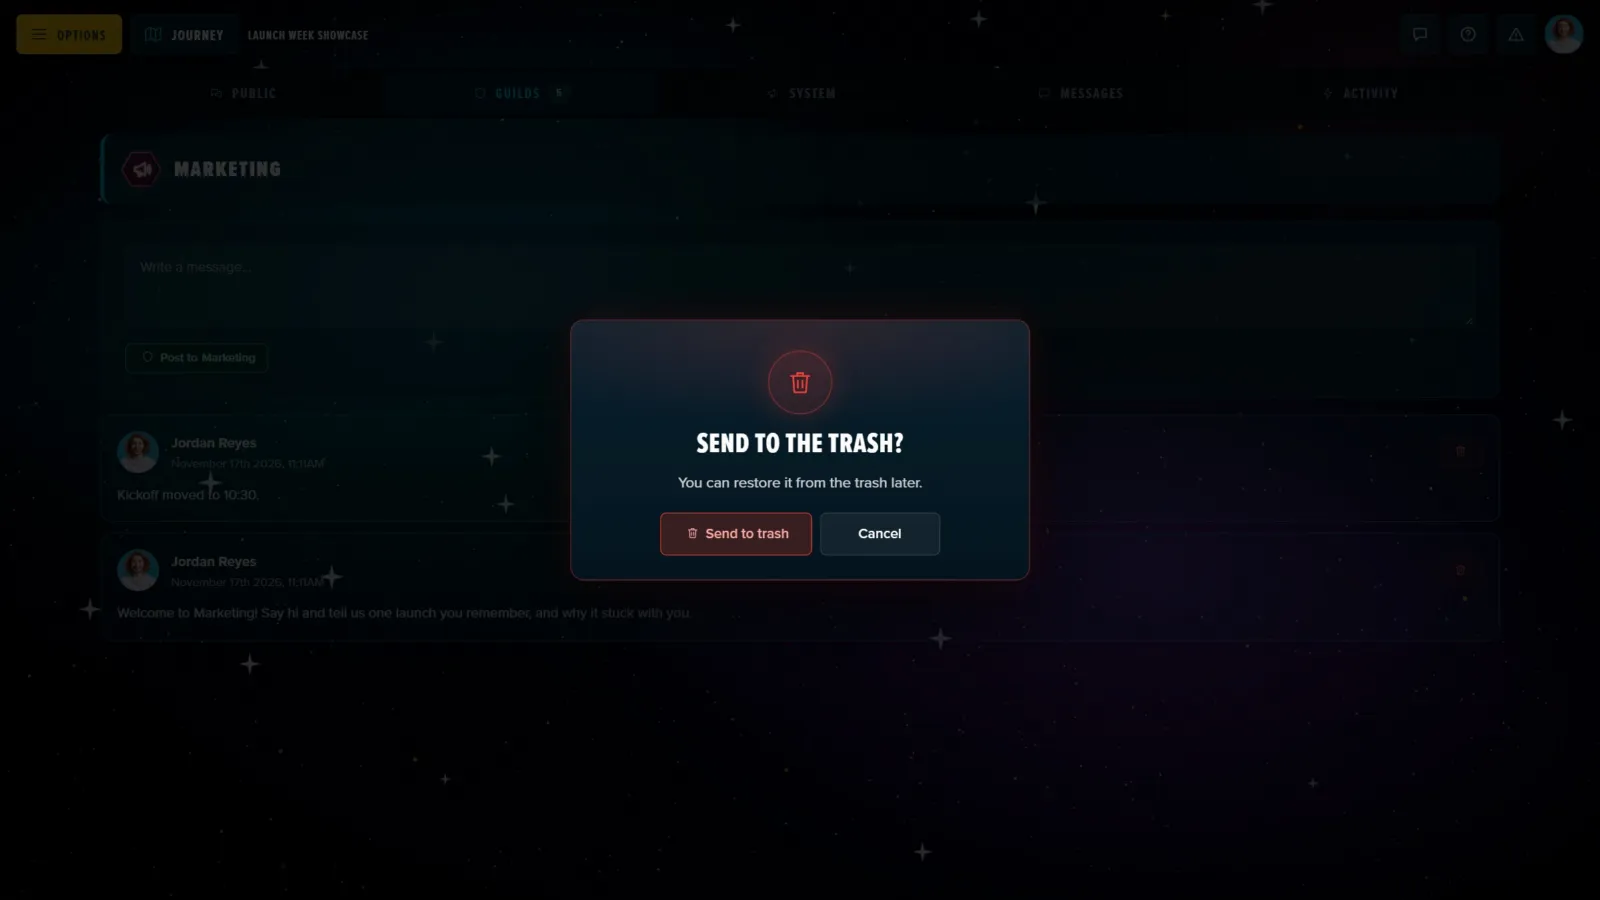 OPTIONS
JOURNEY
LAUNCH WEEK SHOWCASE
PUBLIC
GUILDS 5
SYSTEM
MESSAGES
ACTIVITY
MARKETING
Write a message...
Post to Marketing
Jordan Reyes
November 17th 2025, 11:11AM
Kickoff moved to 10:30.
Jordan Reyes
November 17th 2025, 11:11AM
Welcome to Marketing! Say hi and tell us one launch you remember, and why it stuck with you.
SEND TO THE TRASH?
You can restore it from the trash later.
Send to trash
Cancel